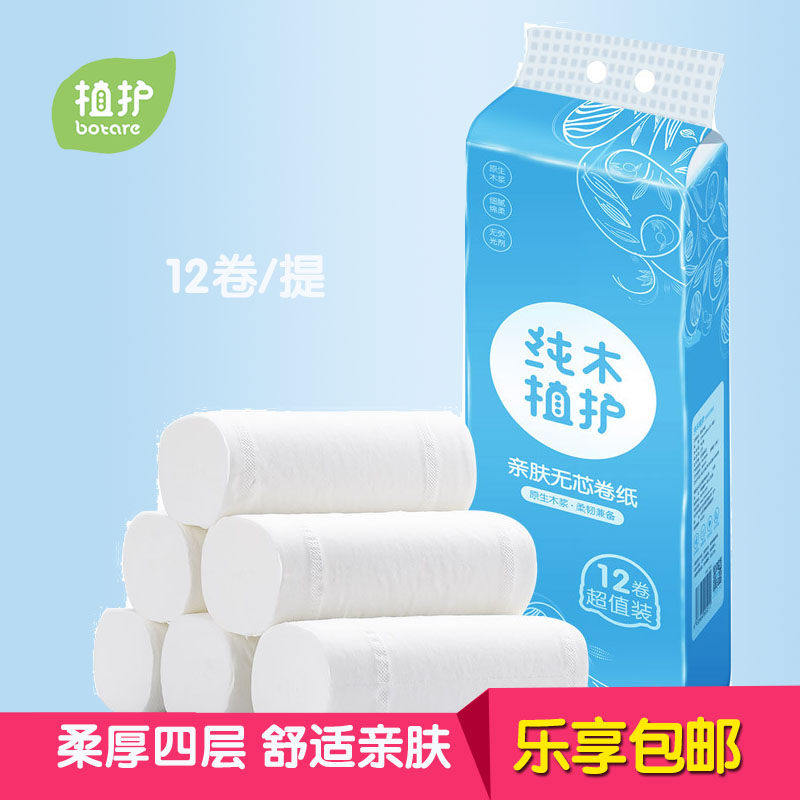 植护
botare
12卷/提
原生
木浆
细腻
绵柔
无荧
光剂
纯木
植护
亲肤无芯卷纸
原生木浆·柔韧兼备
12卷
超值装
柔厚四层 舒适亲肤
乐享包邮